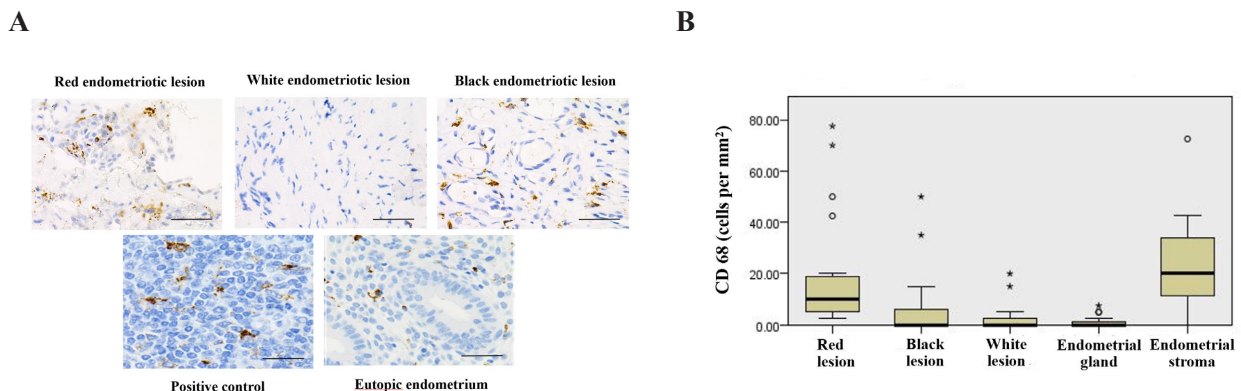 A
B
Red endometriotic lesion
White endometriotic lesion
Black endometriotic lesion
Positive control
Eutopic endometrium
CD 68 (cells per mm²)
80.00
60.00
40.00
20.00
0.00
Red lesion
Black lesion
White lesion
Endometrial gland
Endometrial stroma